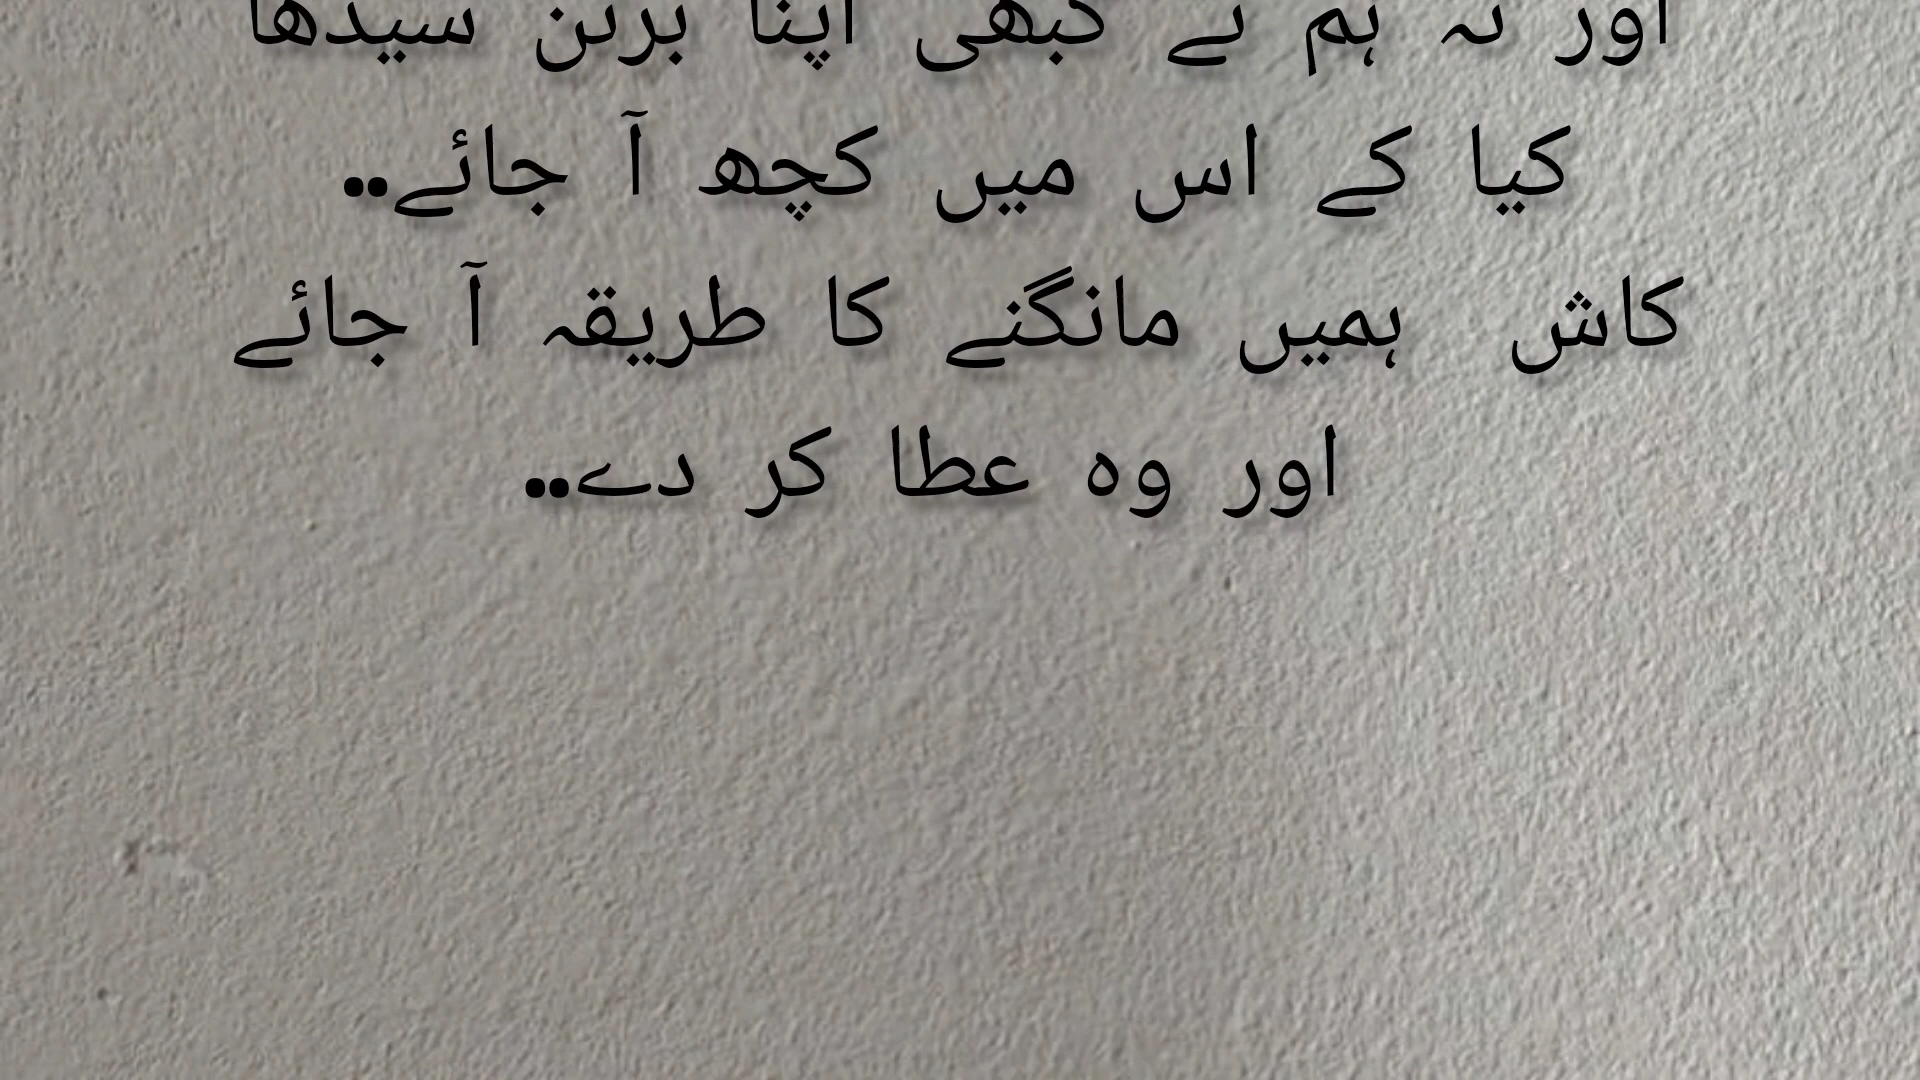 اور نہ ہم نے کبھی اپنا برتن سیدھا
کیا کے اس میں کچھ آ جائے..
کاش ہمیں مانگنے کا طریقہ آ جائے
اور وہ عطا کر دے..